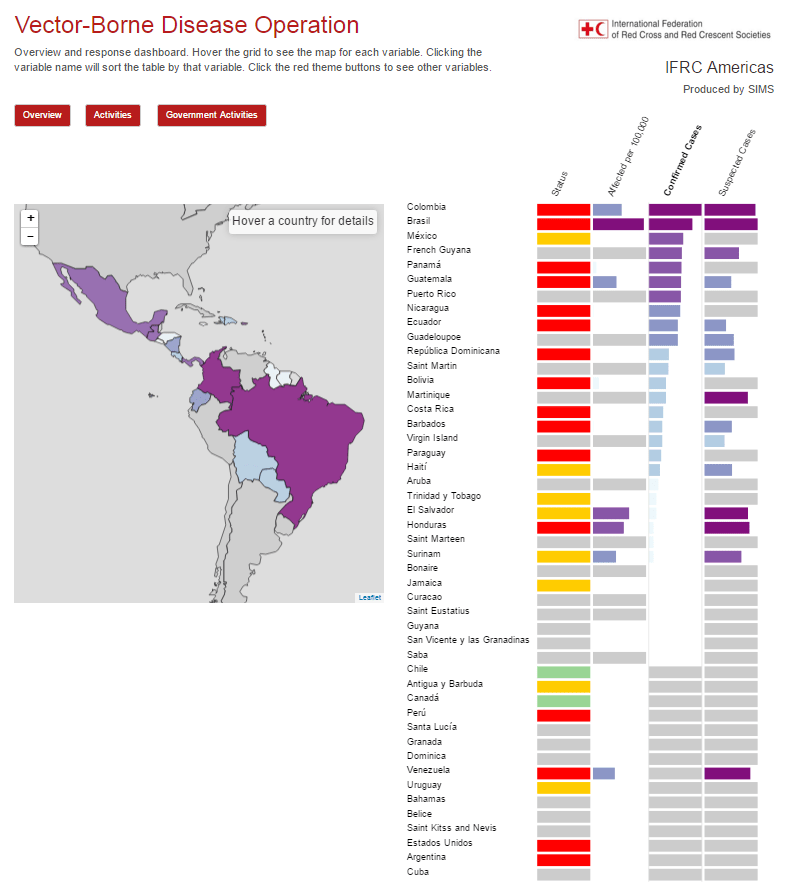 Vector-Borne Disease Operation
Overview and response dashboard. Hover the grid to see the map for each variable. Clicking the
variable name will sort the table by that variable. Click the red theme buttons to see other variables.
International Federation
of Red Cross and Red Crescent Societies
IFRC Americas
Produced by SIMS
Overview
Activities
Government Activities
Status
Affected per 100,000
Confirmed Cases
Suspected Cases
+
−
Hover a country for details
Leaflet
Colombia
Brasil
México
French Guyana
Panamá
Guatemala
Puerto Rico
Nicaragua
Ecuador
Guadeloupe
República Dominicana
Saint Martin
Bolivia
Martinique
Costa Rica
Barbados
Virgin Island
Paraguay
Haití
Aruba
Trinidad y Tobago
El Salvador
Honduras
Saint Marteen
Surinam
Bonaire
Jamaica
Curacao
Saint Eustatius
Guyana
San Vicente y las Granadinas
Saba
Chile
Antigua y Barbuda
Canadá
Perú
Santa Lucía
Granada
Dominica
Venezuela
Uruguay
Bahamas
Belice
Saint Kitss and Nevis
Estados Unidos
Argentina
Cuba